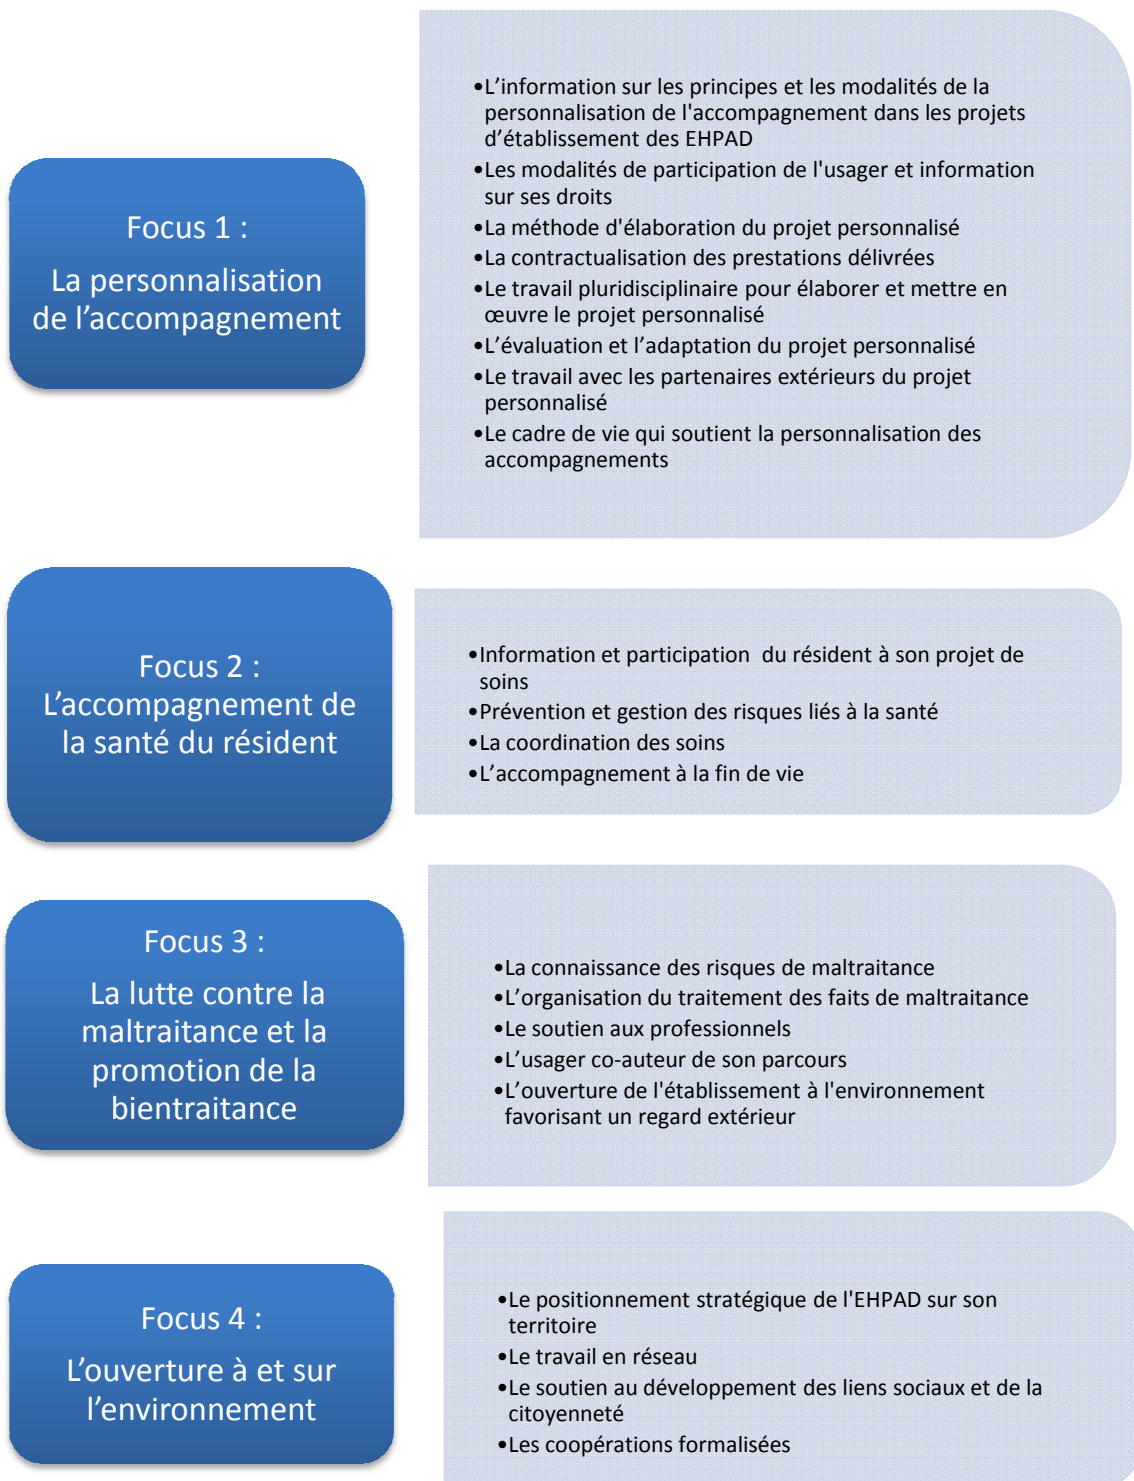 Focus 1 :
La personnalisation
de l’accompagnement
•L’information sur les principes et les modalités de la
personnalisation de l'accompagnement dans les projets
d’établissement des EHPAD
•Les modalités de participation de l'usager et information
sur ses droits
•La méthode d'élaboration du projet personnalisé
•La contractualisation des prestations délivrées
•Le travail pluridisciplinaire pour élaborer et mettre en
œuvre le projet personnalisé
•L’évaluation et l’adaptation du projet personnalisé
•Le travail avec les partenaires extérieurs du projet
personnalisé
•Le cadre de vie qui soutient la personnalisation des
accompagnements
Focus 2 :
L’accompagnement de
la santé du résident
•Information et participation  du résident à son projet de
soins
•Prévention et gestion des risques liés à la santé
•La coordination des soins
•L’accompagnement à la fin de vie
Focus 3 :
La lutte contre la
maltraitance et la
promotion de la
bientraitance
•La connaissance des risques de maltraitance
•L’organisation du traitement des faits de maltraitance
•Le soutien aux professionnels
•L’usager co-auteur de son parcours
•L’ouverture de l'établissement à l'environnement
favorisant un regard extérieur
Focus 4 :
L’ouverture à et sur
l’environnement
•Le positionnement stratégique de l'EHPAD sur son
territoire
•Le travail en réseau
•Le soutien au développement des liens sociaux et de la
citoyenneté
•Les coopérations formalisées